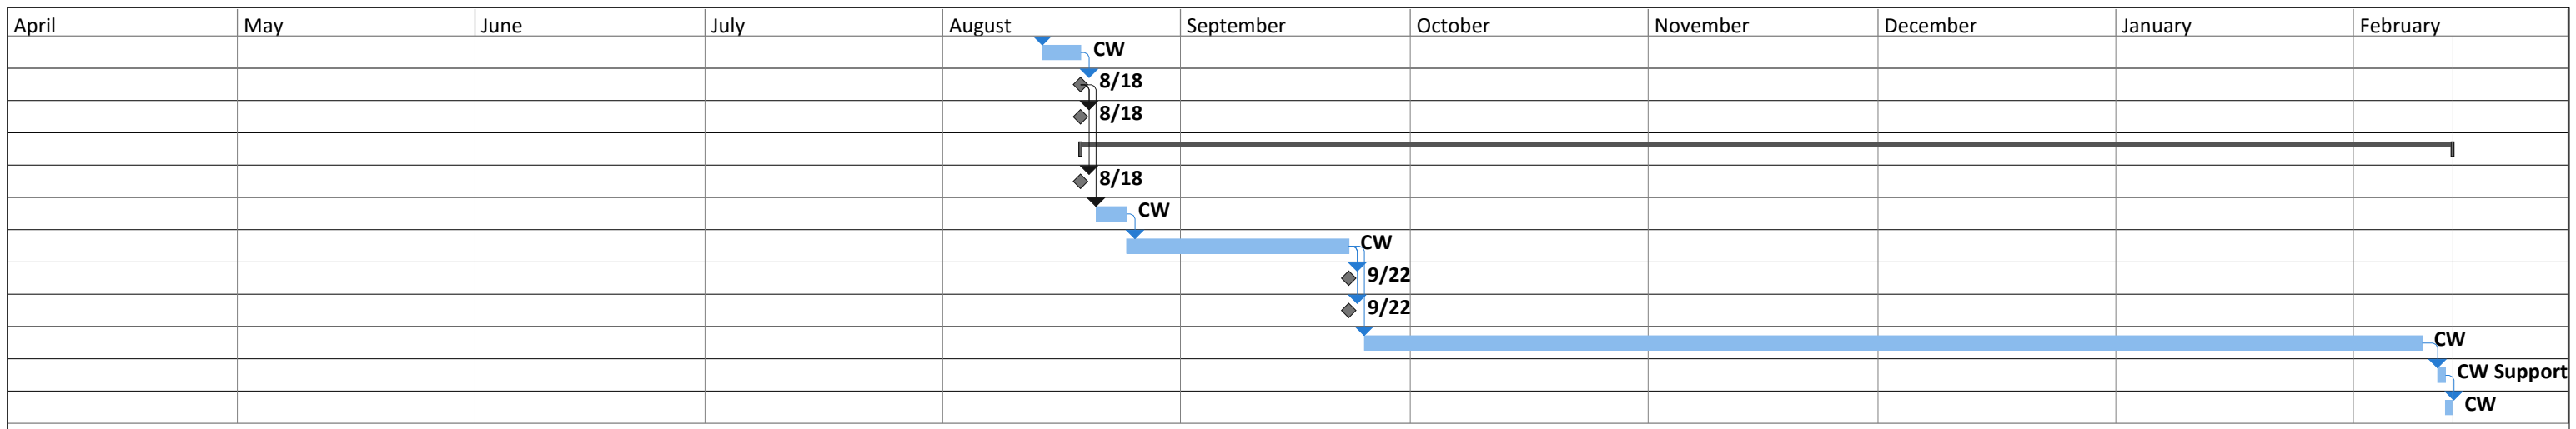 April May June July August September October November December January February
CW
8/18
8/18
8/18
CW
CW
9/22
9/22
CW
CW Support
CW